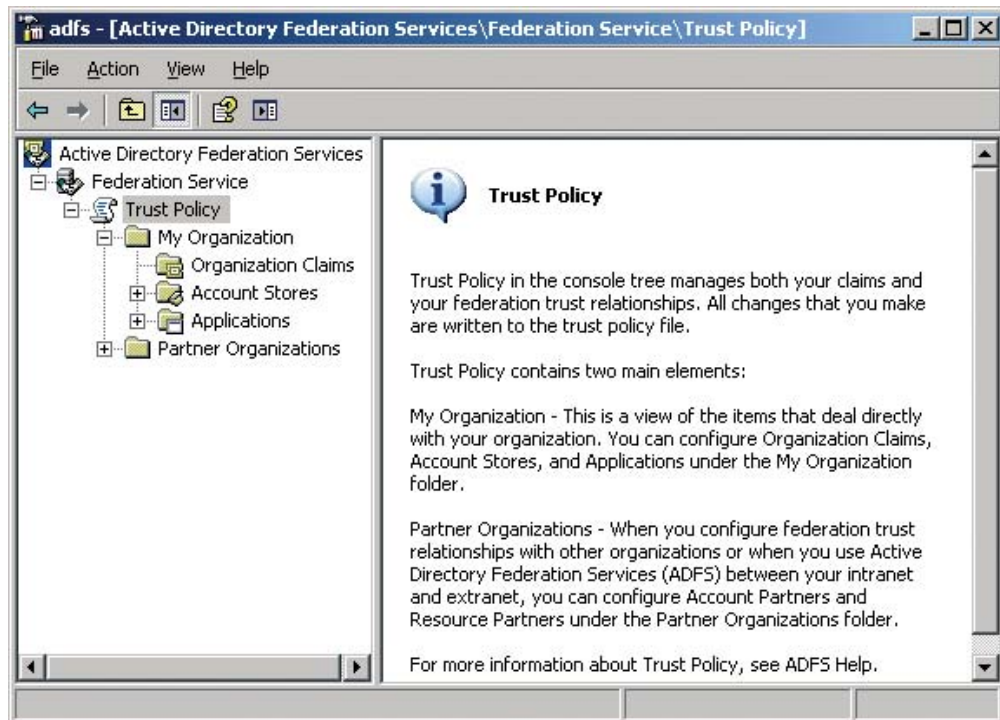 adfs - [Active Directory Federation Services\Federation Service\Trust Policy]
File Action View Help
Active Directory Federation Services
Federation Service
Trust Policy
My Organization
Organization Claims
Account Stores
Applications
Partner Organizations
Trust Policy
Trust Policy in the console tree manages both your claims and
your federation trust relationships. All changes that you make
are written to the trust policy file.
Trust Policy contains two main elements:
My Organization - This is a view of the items that deal directly
with your organization. You can configure Organization Claims,
Account Stores, and Applications under the My Organization
folder.
Partner Organizations - When you configure federation trust
relationships with other organizations or when you use Active
Directory Federation Services (ADFS) between your intranet
and extranet, you can configure Account Partners and
Resource Partners under the Partner Organizations folder.
For more information about Trust Policy, see ADFS Help.